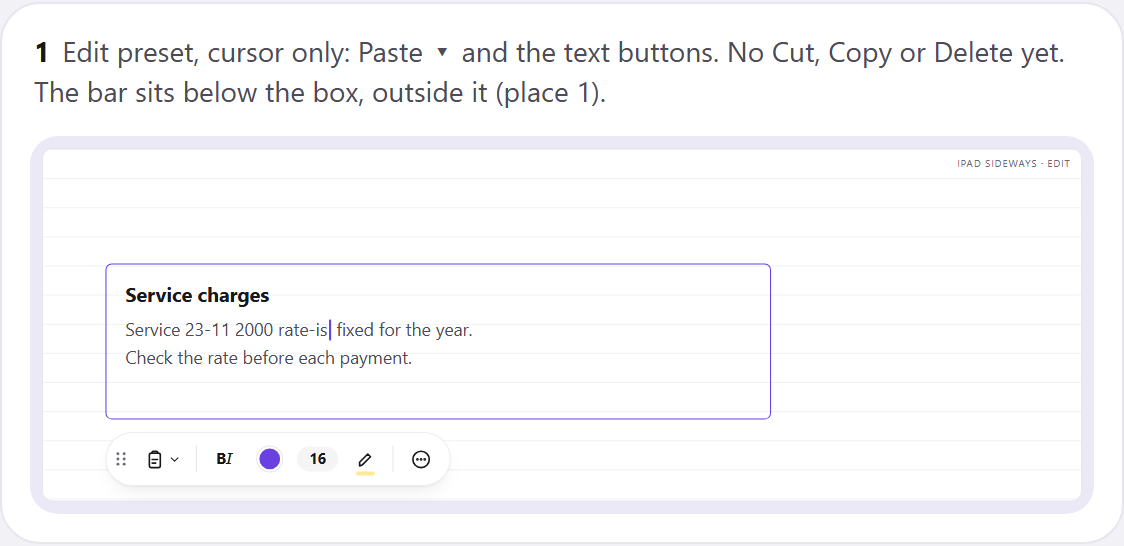 1 Edit preset, cursor only: Paste ▼ and the text buttons. No Cut, Copy or Delete yet.
The bar sits below the box, outside it (place 1).
IPAD SIDEWAYS · EDIT
Service charges
Service 23-11 2000 rate-is fixed for the year.
Check the rate before each payment.
BI 16